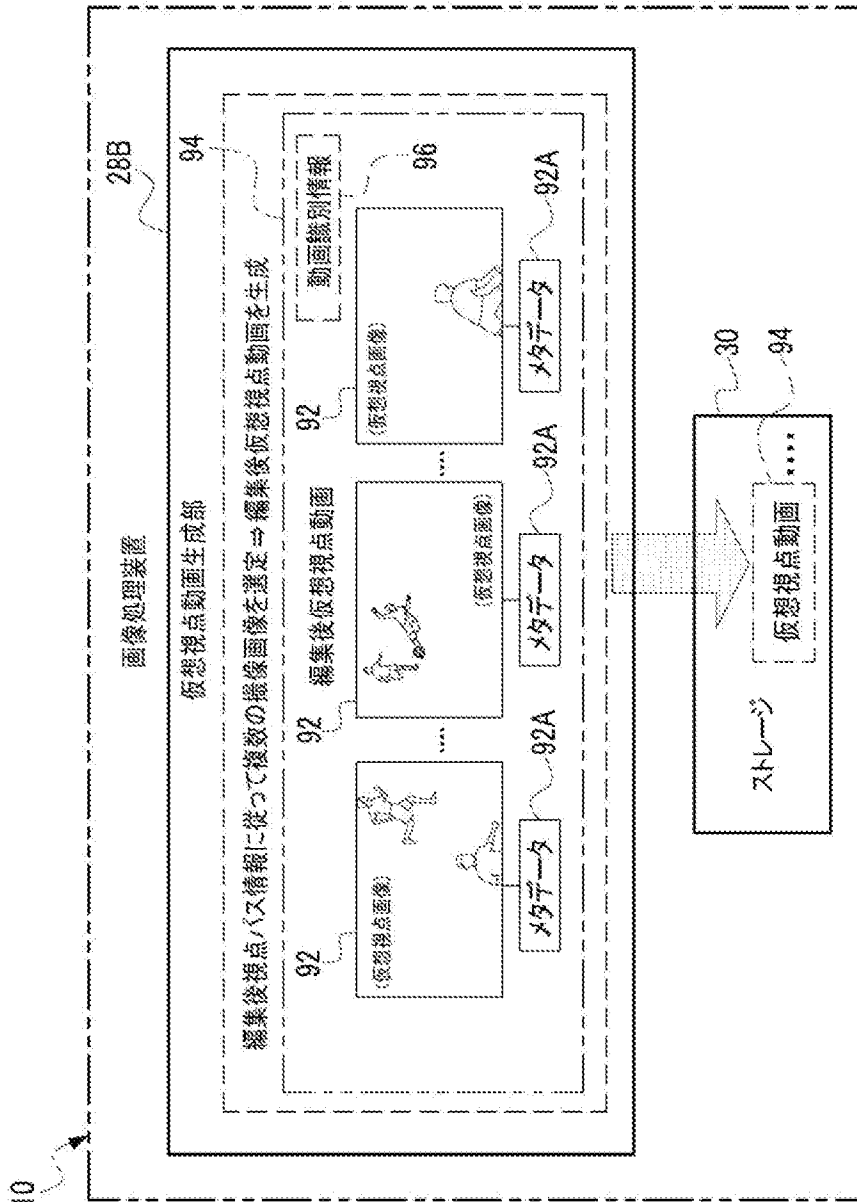 10
画像処理装置
28B
仮想視点動画生成部
94
編集後視点パス情報に従って複数の撮像画像を選定⇒編集後仮想視点動画を生成
編集後仮想視点動画
動画識別情報
96
92
(仮想視点画像)
メタデータ
92A
....
92
(仮想視点画像)
メタデータ
92A
....
92
(仮想視点画像)
メタデータ
92A
30
ストレージ
仮想視点動画
94
....